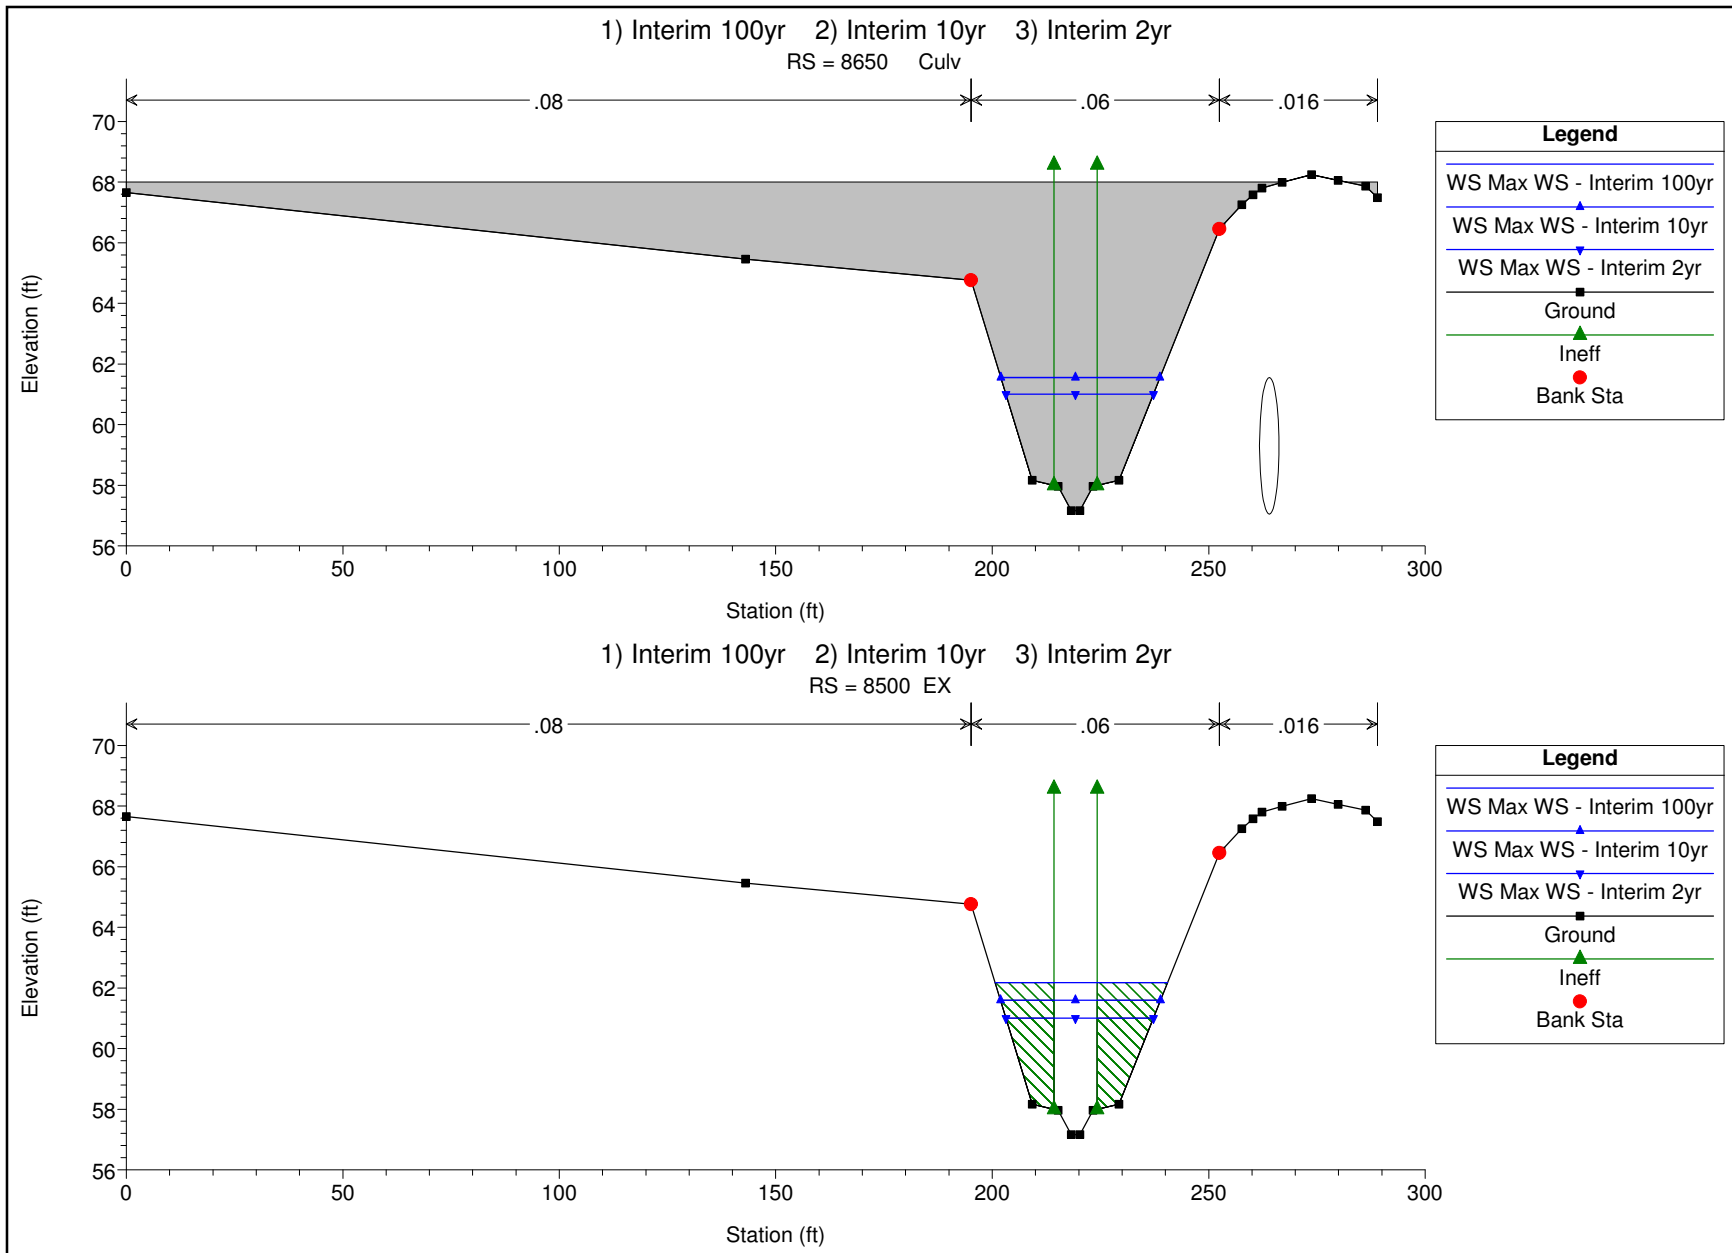 1) Interim 100yr    2) Interim 10yr    3) Interim 2yr
RS = 8650    Culv
.08
.06
.016
70
68
66
64
62
60
58
56
Elevation (ft)
0
50
100
150
200
250
300
Station (ft)
Legend
WS Max WS - Interim 100yr
WS Max WS - Interim 10yr
WS Max WS - Interim 2yr
Ground
Ineff
Bank Sta
1) Interim 100yr    2) Interim 10yr    3) Interim 2yr
RS = 8500  EX
.08
.06
.016
70
68
66
64
62
60
58
56
Elevation (ft)
0
50
100
150
200
250
300
Station (ft)
Legend
WS Max WS - Interim 100yr
WS Max WS - Interim 10yr
WS Max WS - Interim 2yr
Ground
Ineff
Bank Sta